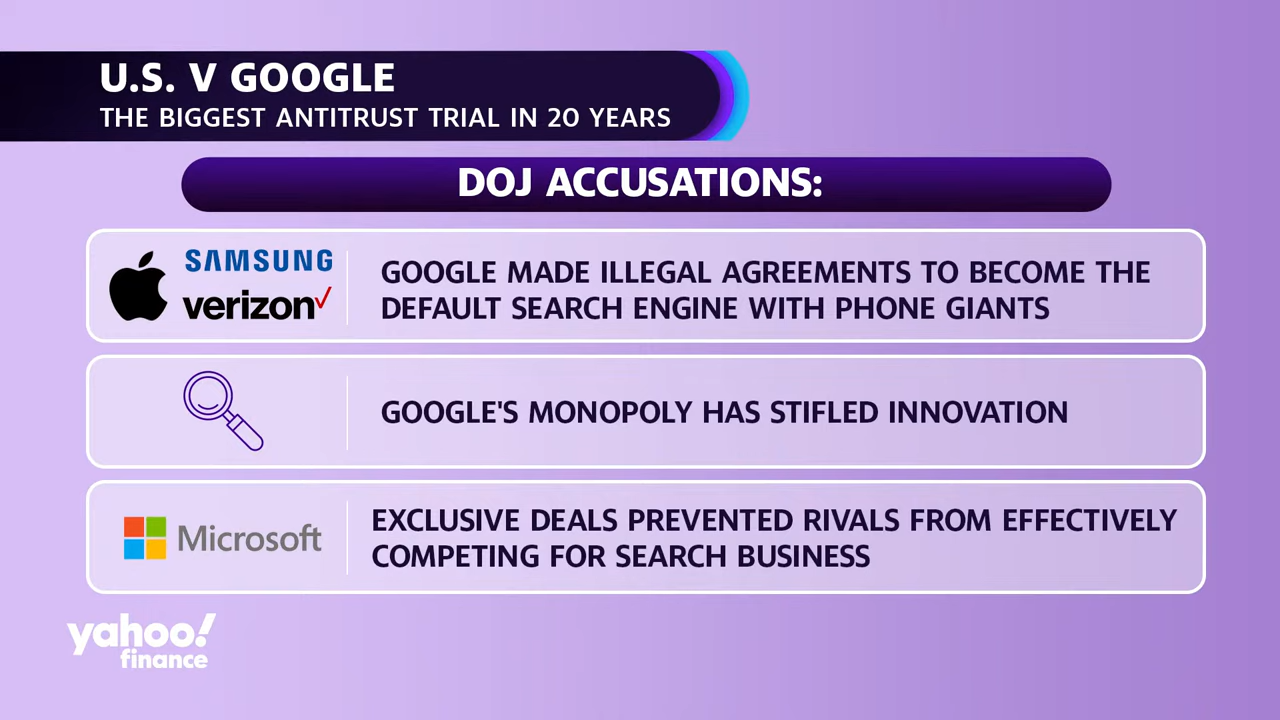 U.S. V GOOGLE
THE BIGGEST ANTITRUST TRIAL IN 20 YEARS
DOJ ACCUSATIONS:
SAMSUNG
verizon
GOOGLE MADE ILLEGAL AGREEMENTS TO BECOME THE
DEFAULT SEARCH ENGINE WITH PHONE GIANTS
GOOGLE'S MONOPOLY HAS STIFLED INNOVATION
Microsoft
EXCLUSIVE DEALS PREVENTED RIVALS FROM EFFECTIVELY
COMPETING FOR SEARCH BUSINESS
yahoo!
finance